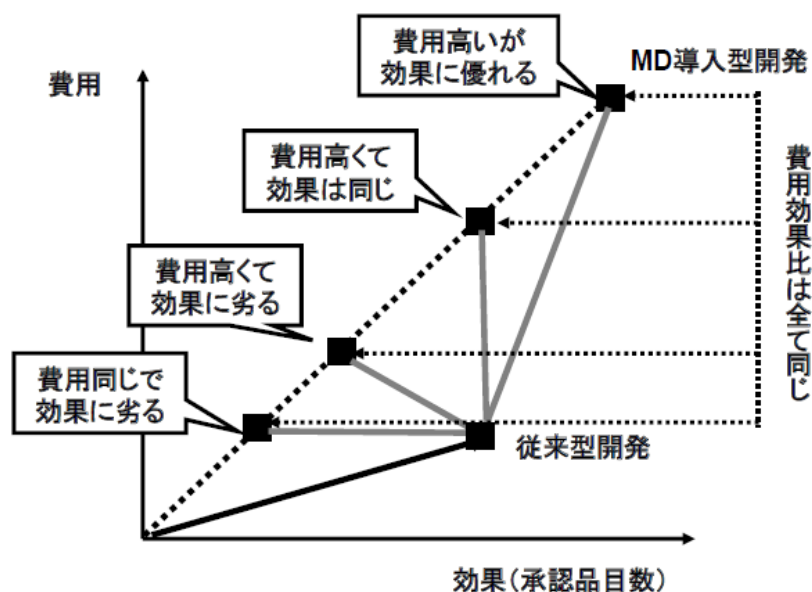 費用高いが
効果に優れる
MD導入型開発
費用
費用高くて
効果は同じ
費用高くて
効果に劣る
費用同じで
効果に劣る
費用効果比は全て同じ
従来型開発
効果（承認品目数）